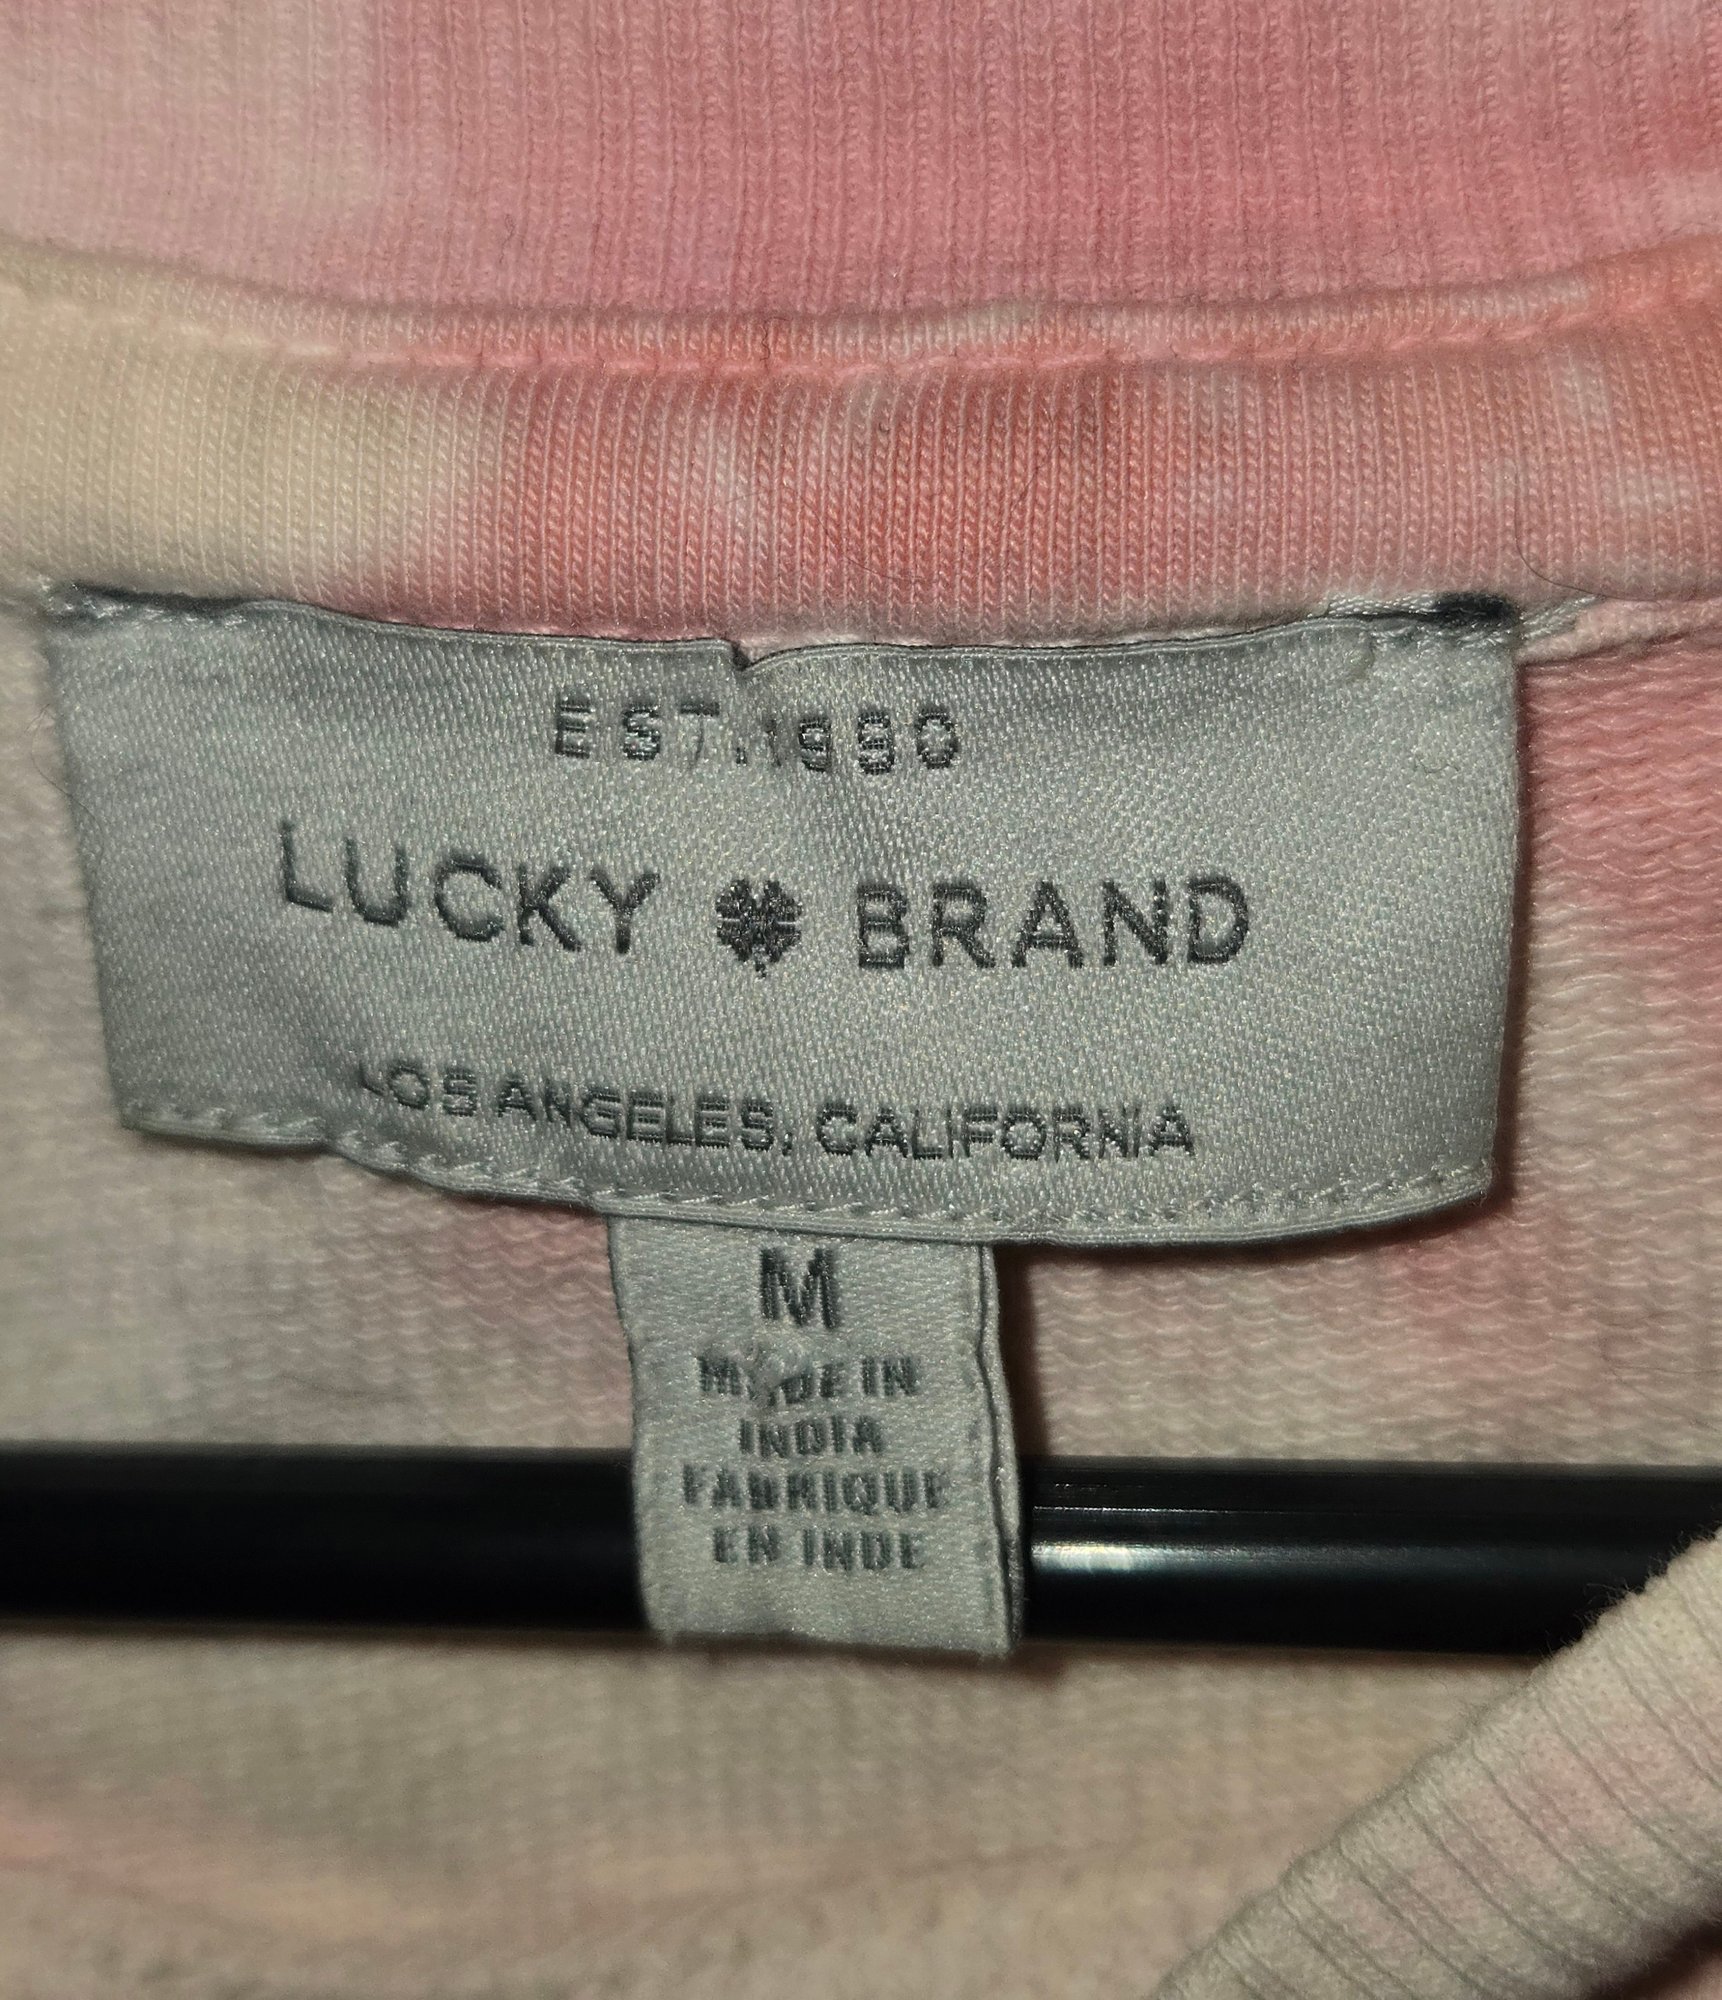 EST. 1990
LUCKY BRAND
LOS ANGELES, CALIFORNIA
M
MADE IN
INDIA
FABRIQUE
EN INDE